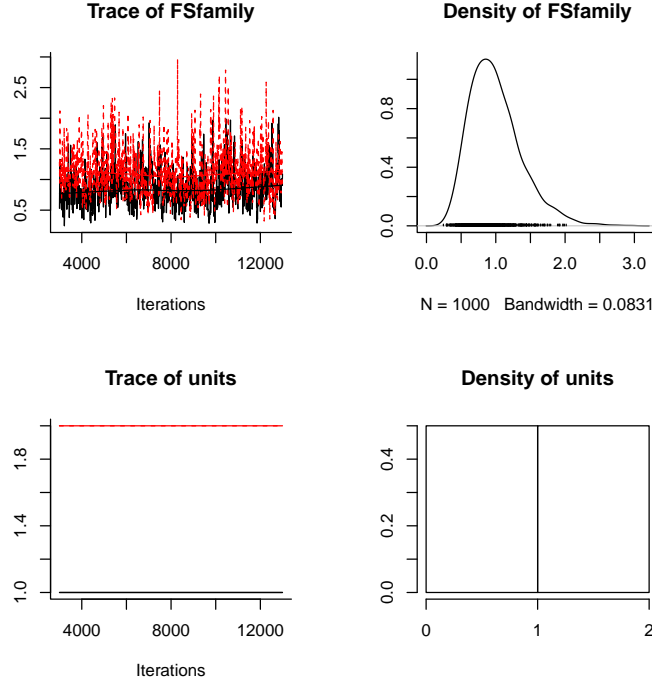 Trace of FSfamily
Density of FSfamily
2.5
1.5
0.5
4000 8000 12000
Iterations
0.8
0.4
0.0
0.0 1.0 2.0 3.0
N = 1000 Bandwidth = 0.0831
Trace of units
Density of units
1.8
1.4
1.0
4000 8000 12000
Iterations
0.4
0.2
0.0
0 1 2